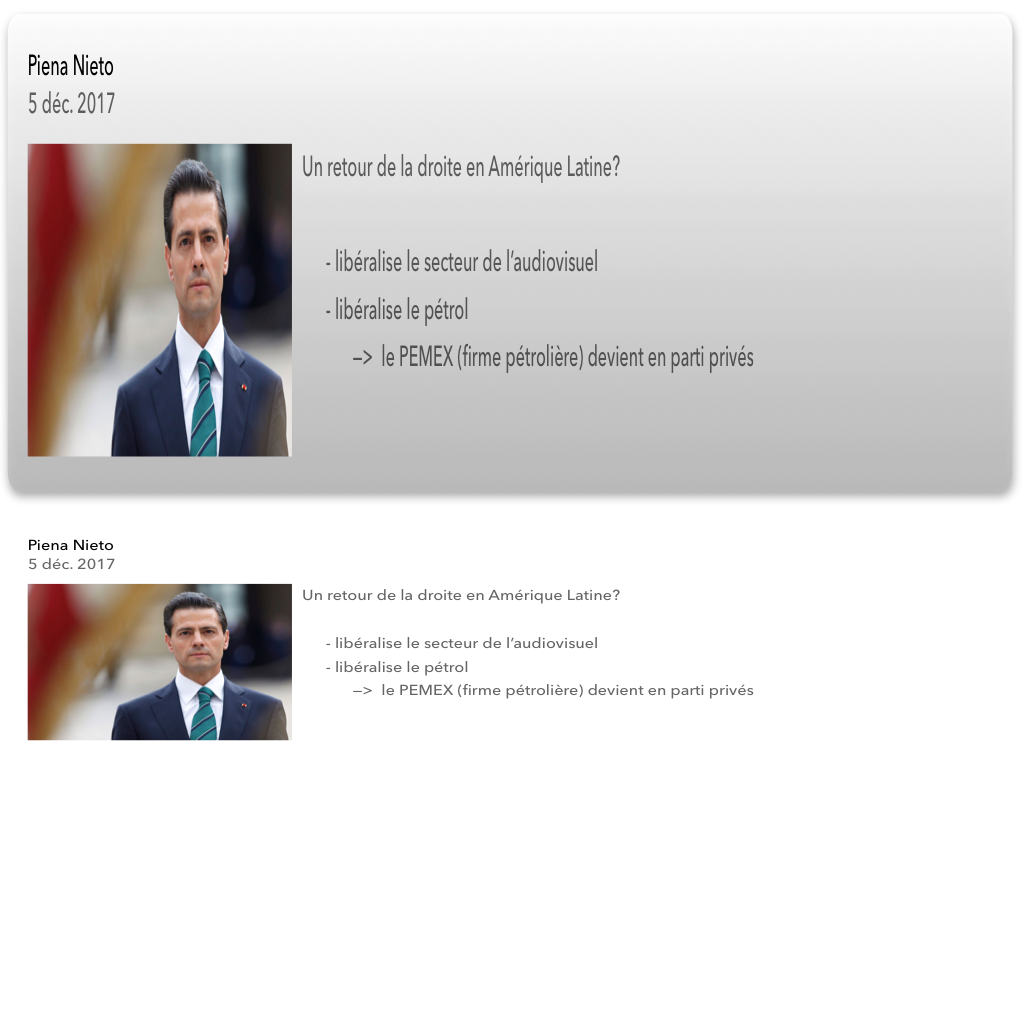 Piena Nieto
5 déc. 2017
Un retour de la droite en Amérique Latine?
- libéralise le secteur de l’audiovisuel
- libéralise le pétrol
—> le PEMEX (firme pétrolière) devient en parti privés
Piena Nieto
5 déc. 2017
Un retour de la droite en Amérique Latine?
- libéralise le secteur de l’audiovisuel
- libéralise le pétrol
—> le PEMEX (firme pétrolière) devient en parti privés